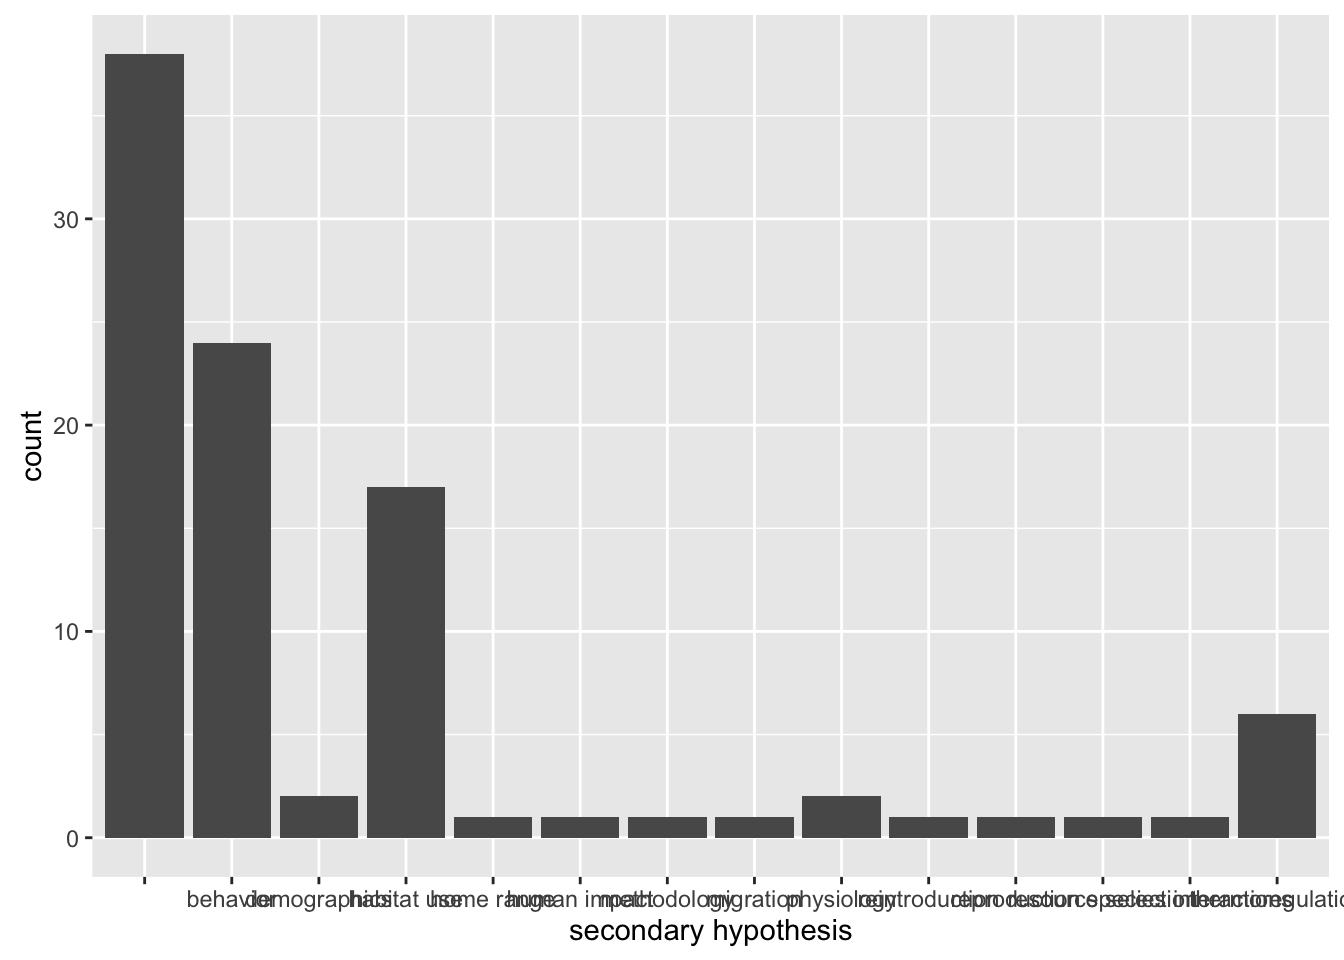 30
20
10
0
count
behavior demographics habitat use home range human impact methodology migration physiology reintroduction reproduction resource selection species interactions thermoregulatio
secondary hypothesis